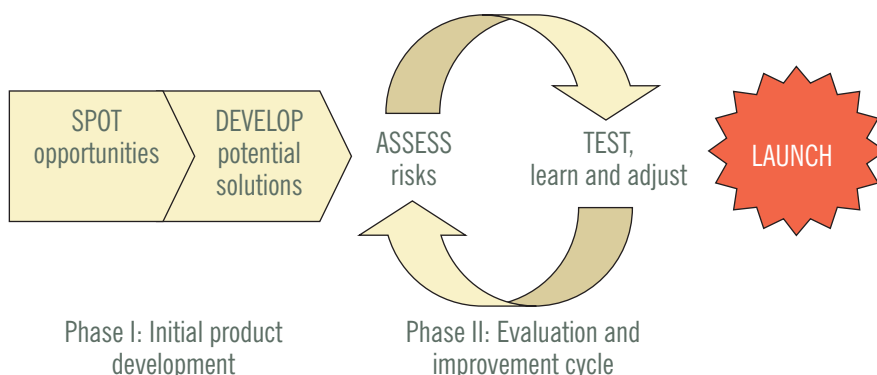 SPOT
opportunities
DEVELOP
potential
solutions
ASSESS
risks
TEST,
learn and adjust
LAUNCH
Phase I: Initial product
development
Phase II: Evaluation and
improvement cycle